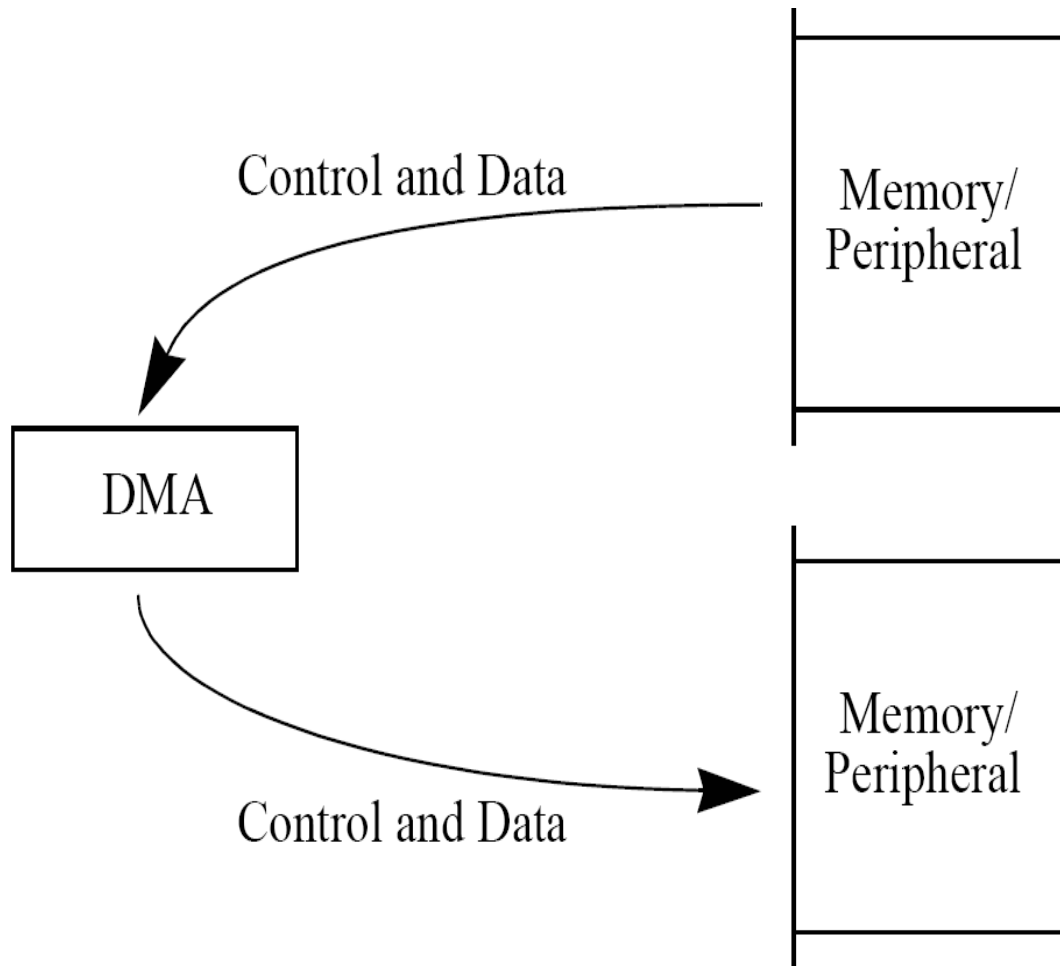 Control and Data
Memory/
Peripheral
DMA
Memory/
Peripheral
Control and Data